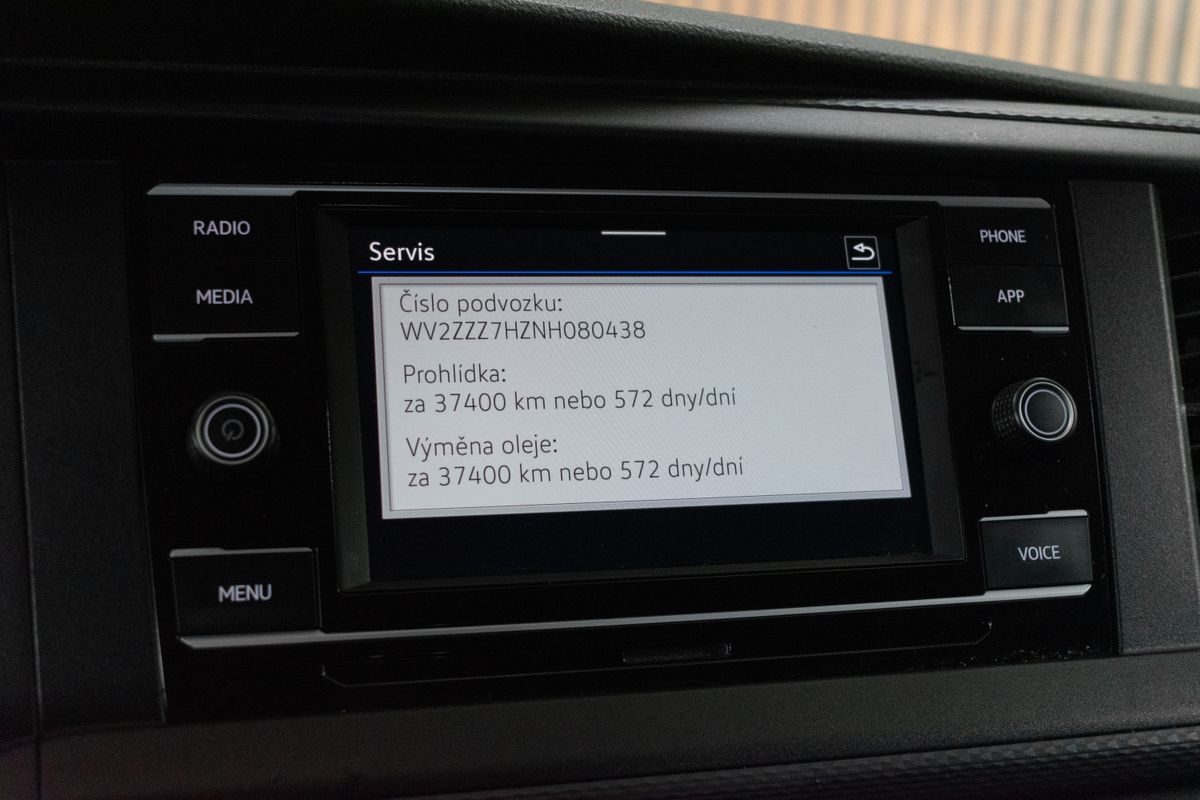 RADIO
MEDIA
MENU
Servis
Číslo podvozku:
WV2ZZZ7HZNH080438
Prohlídka:
za 37400 km nebo 572 dny/dní
Výměna oleje:
za 37400 km nebo 572 dny/dní
PHONE
APP
VOICE